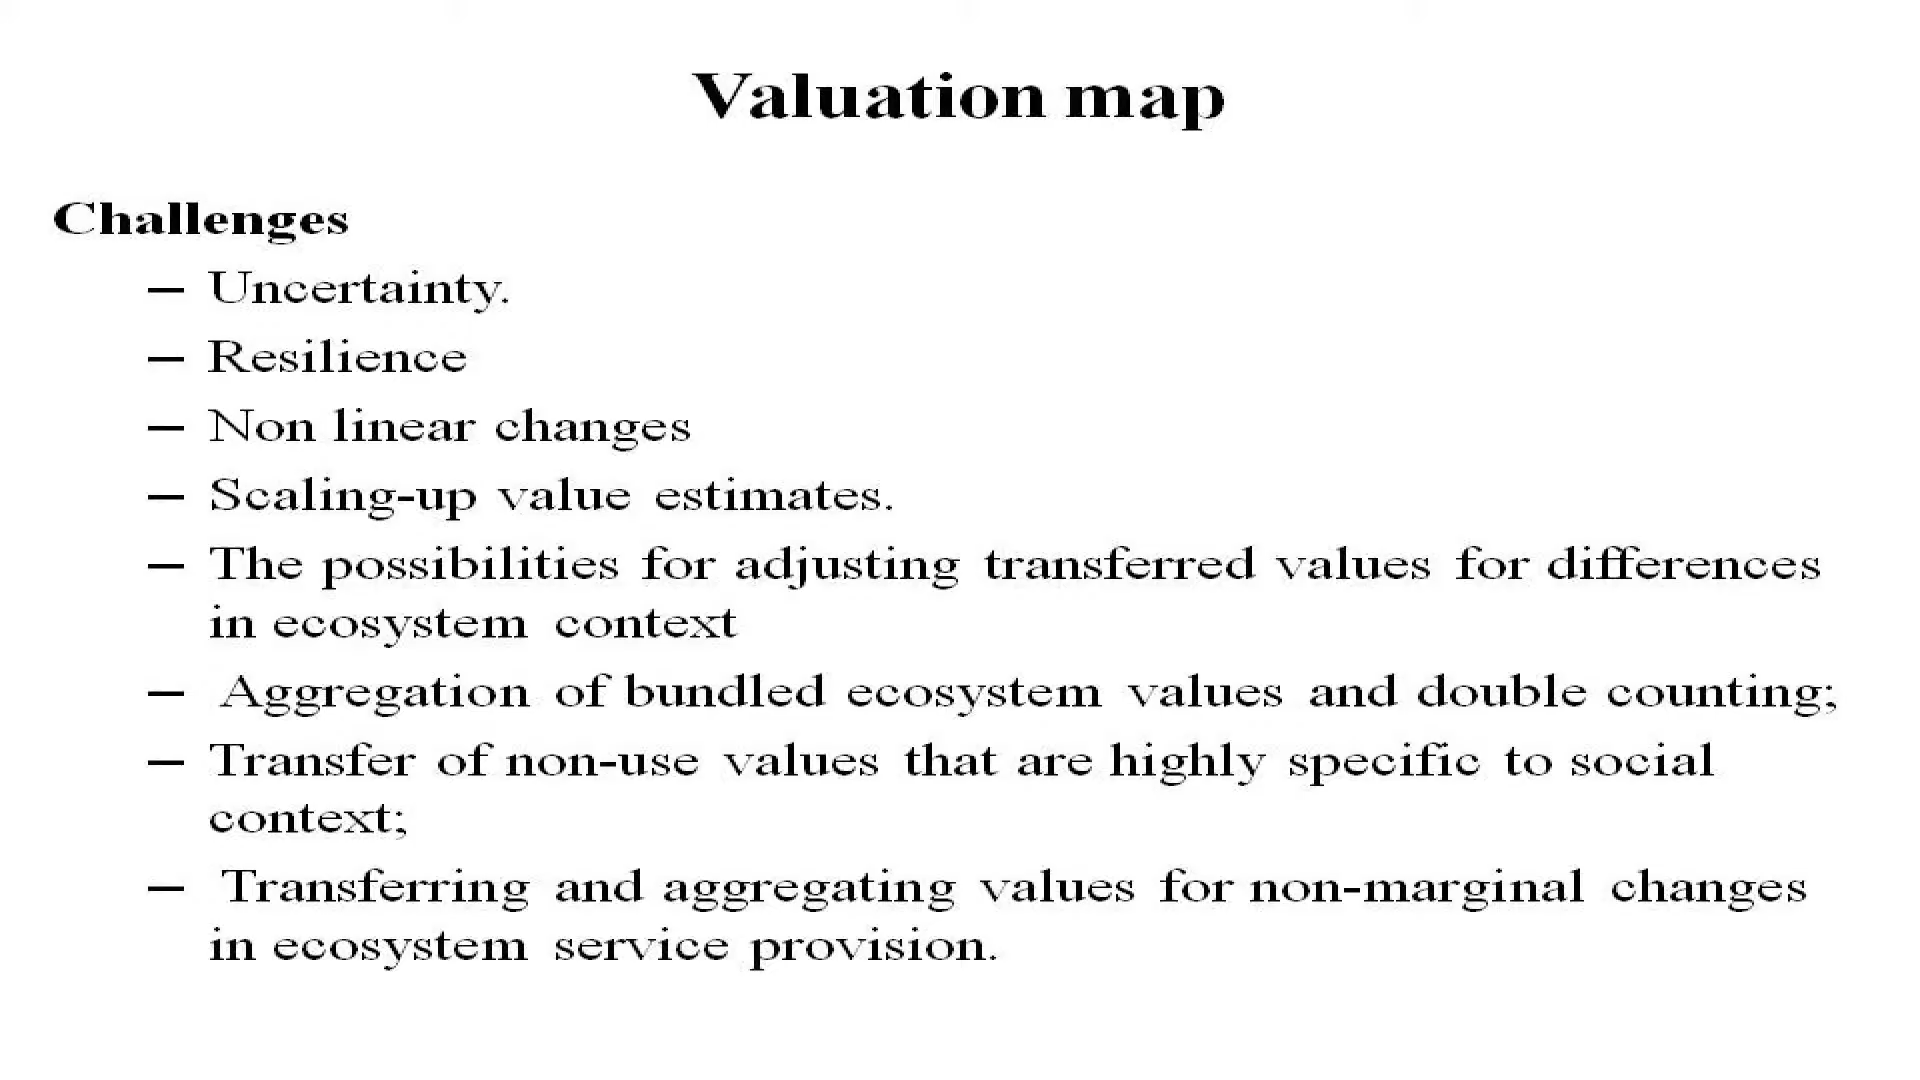 Valuation map
Challenges
– Uncertainty.
– Resilience
– Non linear changes
– Scaling-up value estimates.
– The possibilities for adjusting transferred values for differences
in ecosystem context
– Aggregation of bundled ecosystem values and double counting;
– Transfer of non-use values that are highly specific to social
context;
– Transferring and aggregating values for non-marginal changes
in ecosystem service provision.